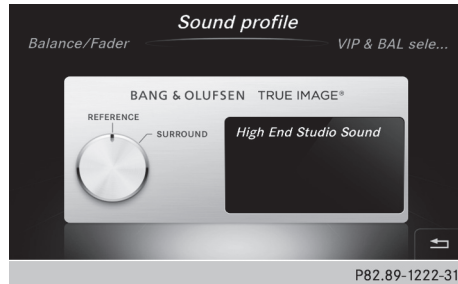 Sound profile
Balance/Fader
VIP & BAL sele...
BANG & OLUFSEN TRUE IMAGE®
REFERENCE
SURROUND
High End Studio Sound
P82.89-1222-31